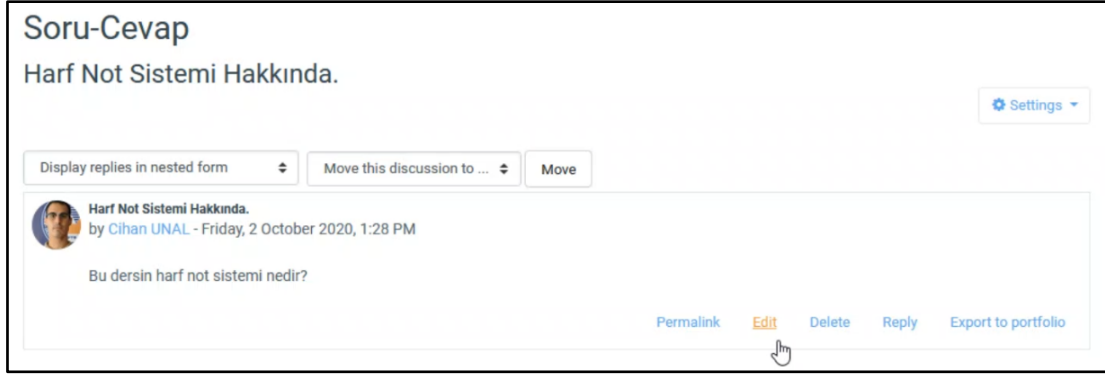 Soru-Cevap
Harf Not Sistemi Hakkında.
Settings
Display replies in nested form
Move this discussion to ...
Move
Harf Not Sistemi Hakkında.
by Cihan UNAL - Friday, 2 October 2020, 1:28 PM
Bu dersin harf not sistemi nedir?
Permalink Edit Delete Reply Export to portfolio